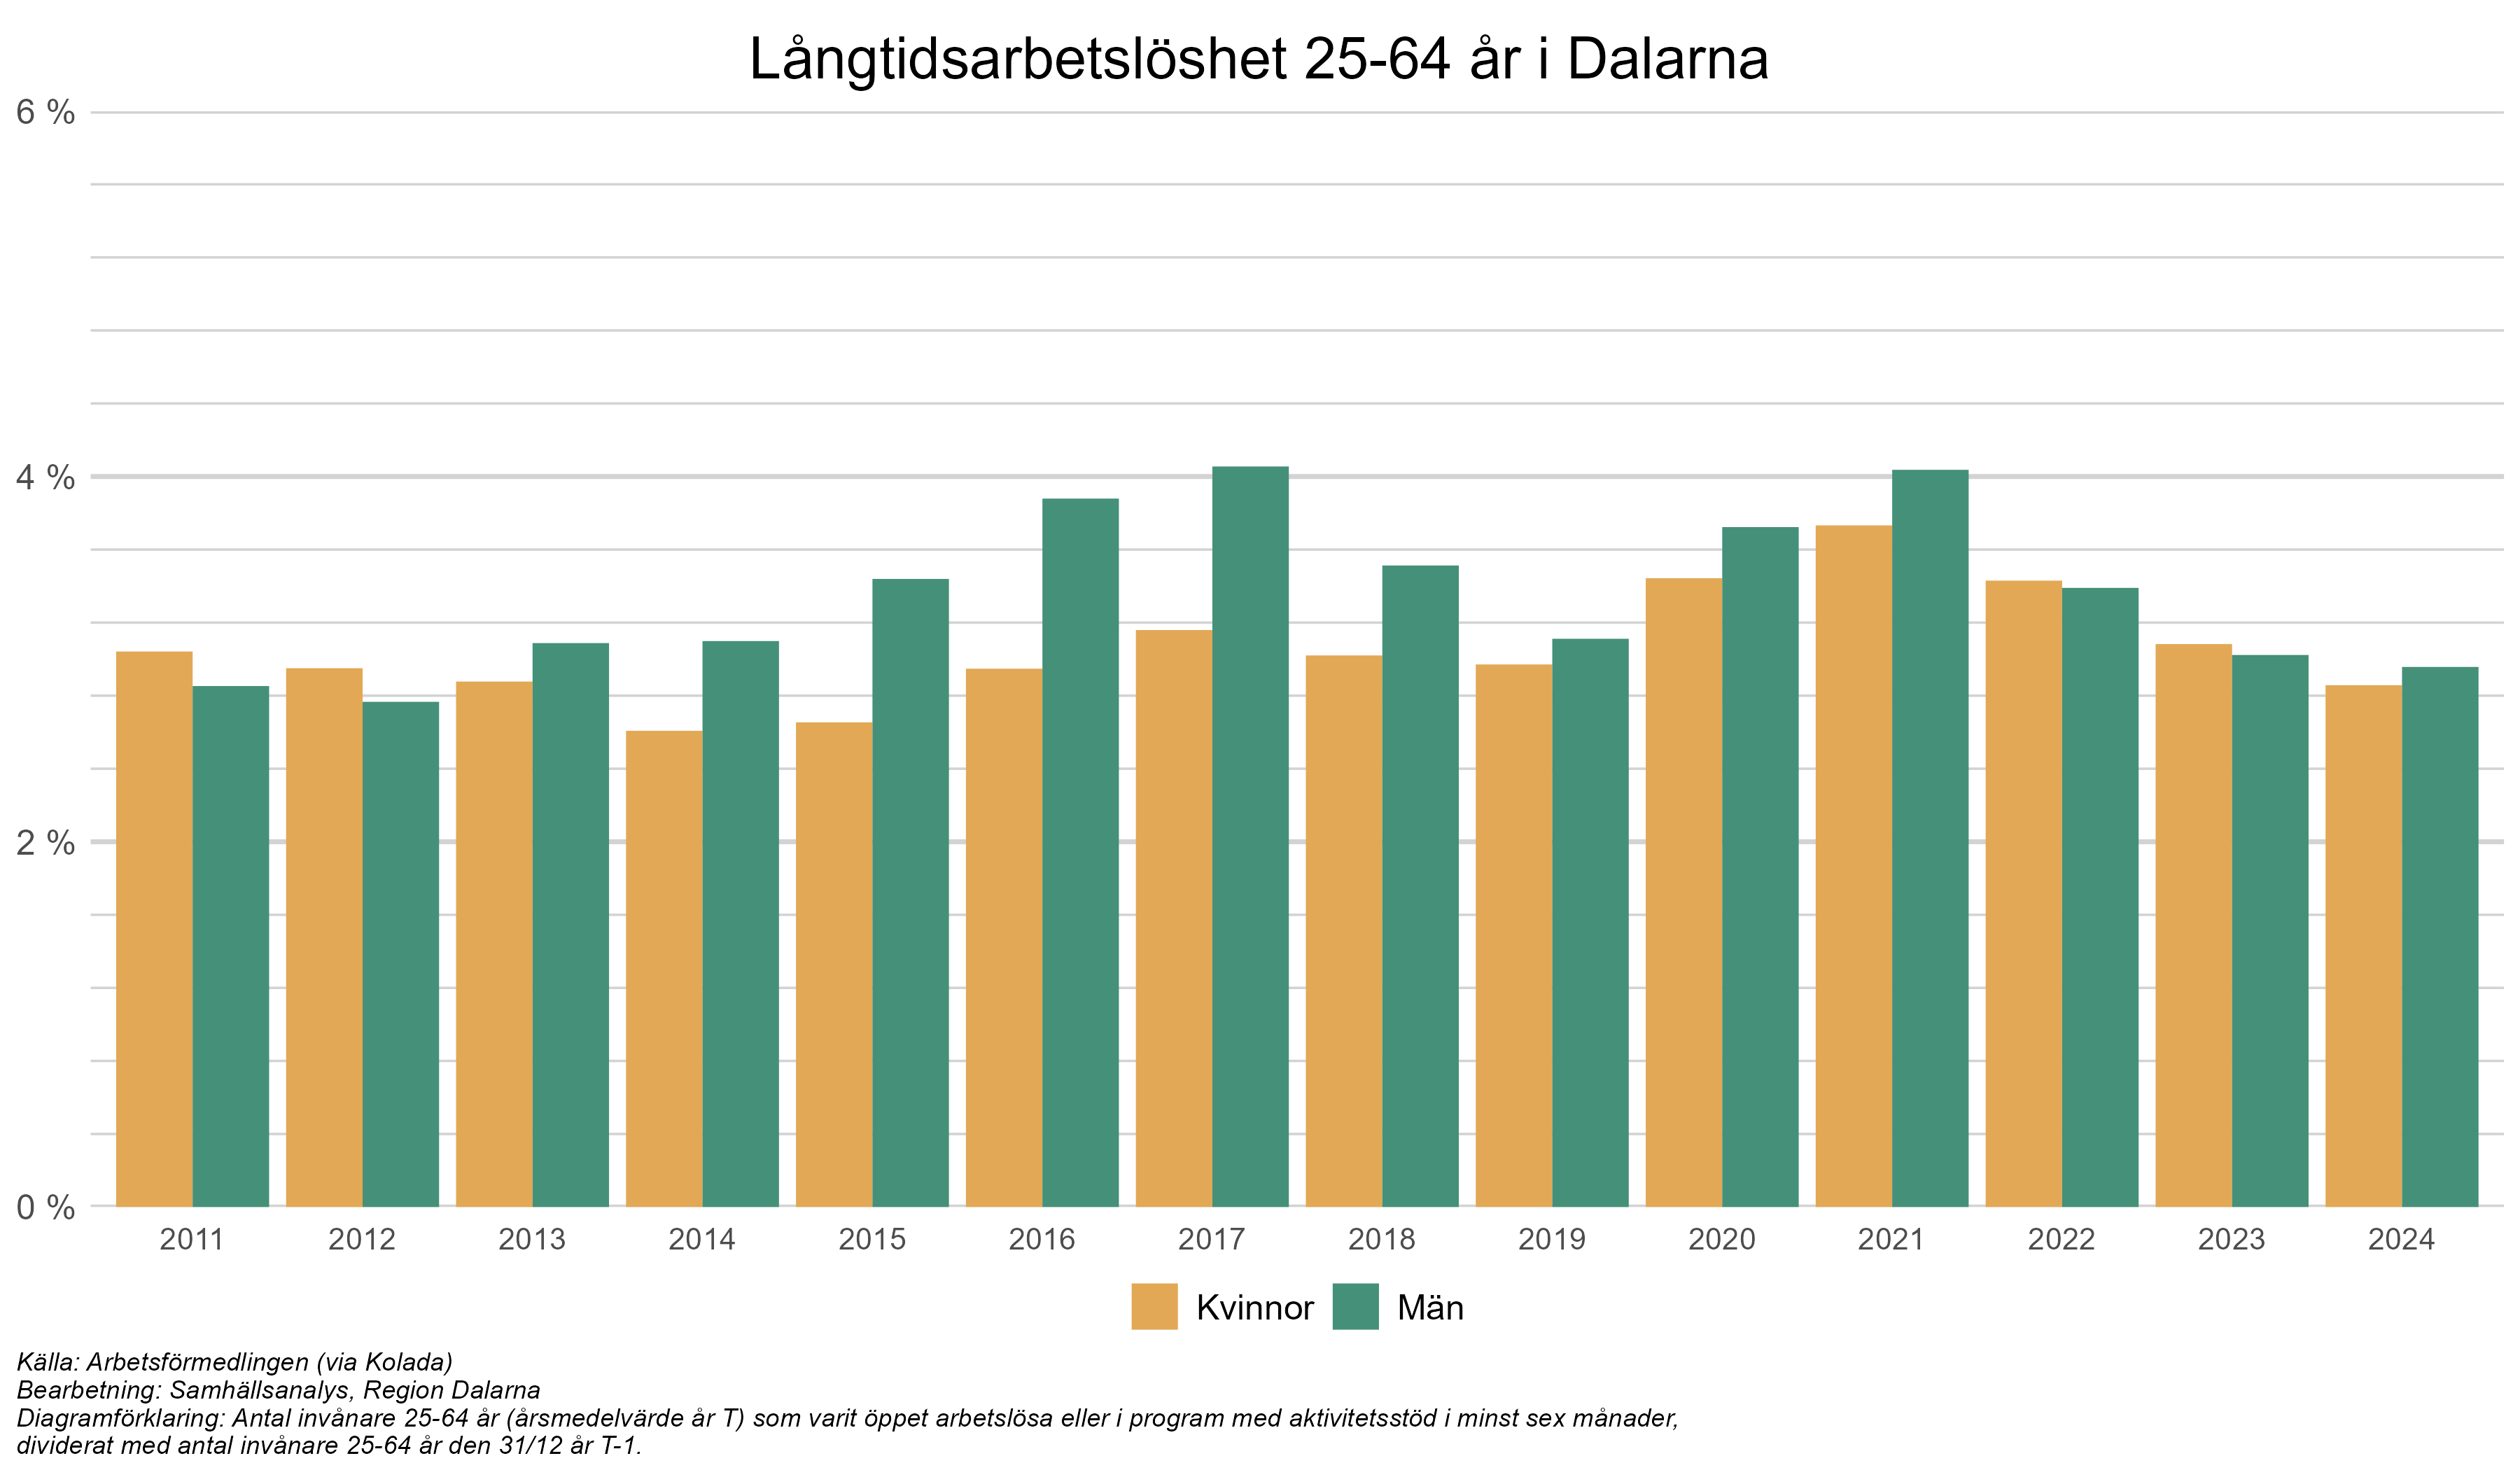 Långtidsarbetslöshet 25-64 år i Dalarna
6 %
4 %
2 %
0 %
2011 2012 2013 2014 2015 2016 2017 2018 2019 2020 2021 2022 2023 2024
Kvinnor Män
Källa: Arbetsförmedlingen (via Kolada)
Bearbetning: Samhällsanalys, Region Dalarna
Diagramförklaring: Antal invånare 25-64 år (årsmedelvärde år T) som varit öppet arbetslösa eller i program med aktivitetsstöd i minst sex månader,
dividerat med antal invånare 25-64 år den 31/12 år T-1.